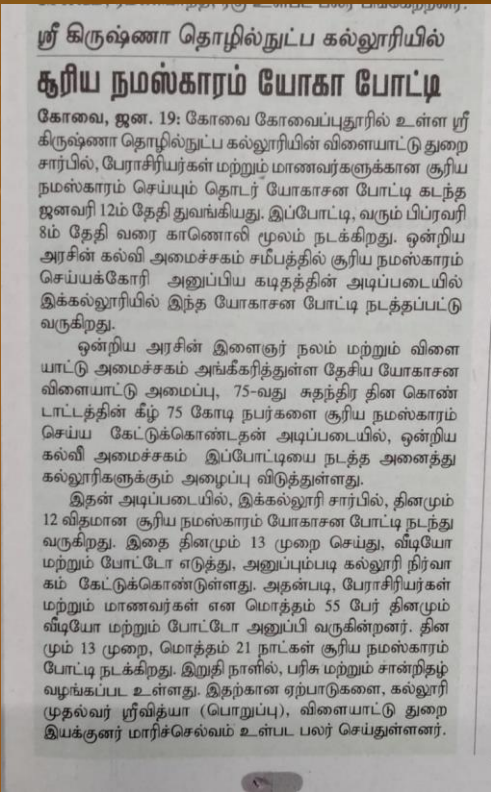 ஸ்ரீ கிருஷ்ணா தொழில்நுட்ப கல்லூரியில்
சூரிய நமஸ்காரம் யோகா போட்டி
கோவை, ஜன. 19: கோவை கோவைப்புதூரில் உள்ள ஸ்ரீ
கிருஷ்ணா தொழில்நுட்ப கல்லூரியின் விளையாட்டு துறை
சார்பில், பேராசிரியர்கள் மற்றும் மாணவர்களுக்கான சூரிய
நமஸ்காரம் செய்யும் தொடர் யோகாசன போட்டி கடந்த
ஜனவரி 12ம் தேதி துவங்கியது. இப்போட்டி, வரும் பிப்ரவரி
8ம் தேதி வரை காணொலி மூலம் நடக்கிறது. ஒன்றிய
அரசின் கல்வி அமைச்சகம் சமீபத்தில் சூரிய நமஸ்காரம்
செய்யக்கோரி அனுப்பிய கடிதத்தின் அடிப்படையில்
இக்கல்லூரியில் இந்த யோகாசன போட்டி நடத்தப்பட்டு
வருகிறது.
ஒன்றிய அரசின் இளைஞர் நலம் மற்றும் விளை
யாட்டு அமைச்சகம் அங்கீகரித்துள்ள தேசிய யோகாசன
விளையாட்டு அமைப்பு, 75-வது சுதந்திர தின கொண்
டாட்டத்தின் கீழ் 75 கோடி நபர்களை சூரிய நமஸ்காரம்
செய்ய கேட்டுக்கொண்டதன் அடிப்படையில், ஒன்றிய
கல்வி அமைச்சகம் இப்போட்டியை நடத்த அனைத்து
கல்லூரிகளுக்கும் அழைப்பு விடுத்துள்ளது.
இதன் அடிப்படையில், இக்கல்லூரி சார்பில், தினமும்
12 விதமான சூரிய நமஸ்காரம் யோகாசன போட்டி நடந்து
வருகிறது. இதை தினமும் 13 முறை செய்து, வீடியோ
மற்றும் போட்டோ எடுத்து, அனுப்பும்படி கல்லூரி நிர்வா
கம் கேட்டுக்கொண்டுள்ளது. அதன்படி, பேராசிரியர்கள்
மற்றும் மாணவர்கள் என மொத்தம் 55 பேர் தினமும்
வீடியோ மற்றும் போட்டோ அனுப்பி வருகின்றனர். தின
மும் 13 முறை, மொத்தம் 21 நாட்கள் சூரிய நமஸ்காரம்
போட்டி நடக்கிறது. இறுதி நாளில், பரிசு மற்றும் சான்றிதழ்
வழங்கப்பட உள்ளது. இதற்கான ஏற்பாடுகளை, கல்லூரி
முதல்வர் ஸ்ரீவித்யா (பொறுப்பு), விளையாட்டு துறை
இயக்குனர் மாரிச்செல்வம் உள்பட பலர் செய்துள்ளனர்.